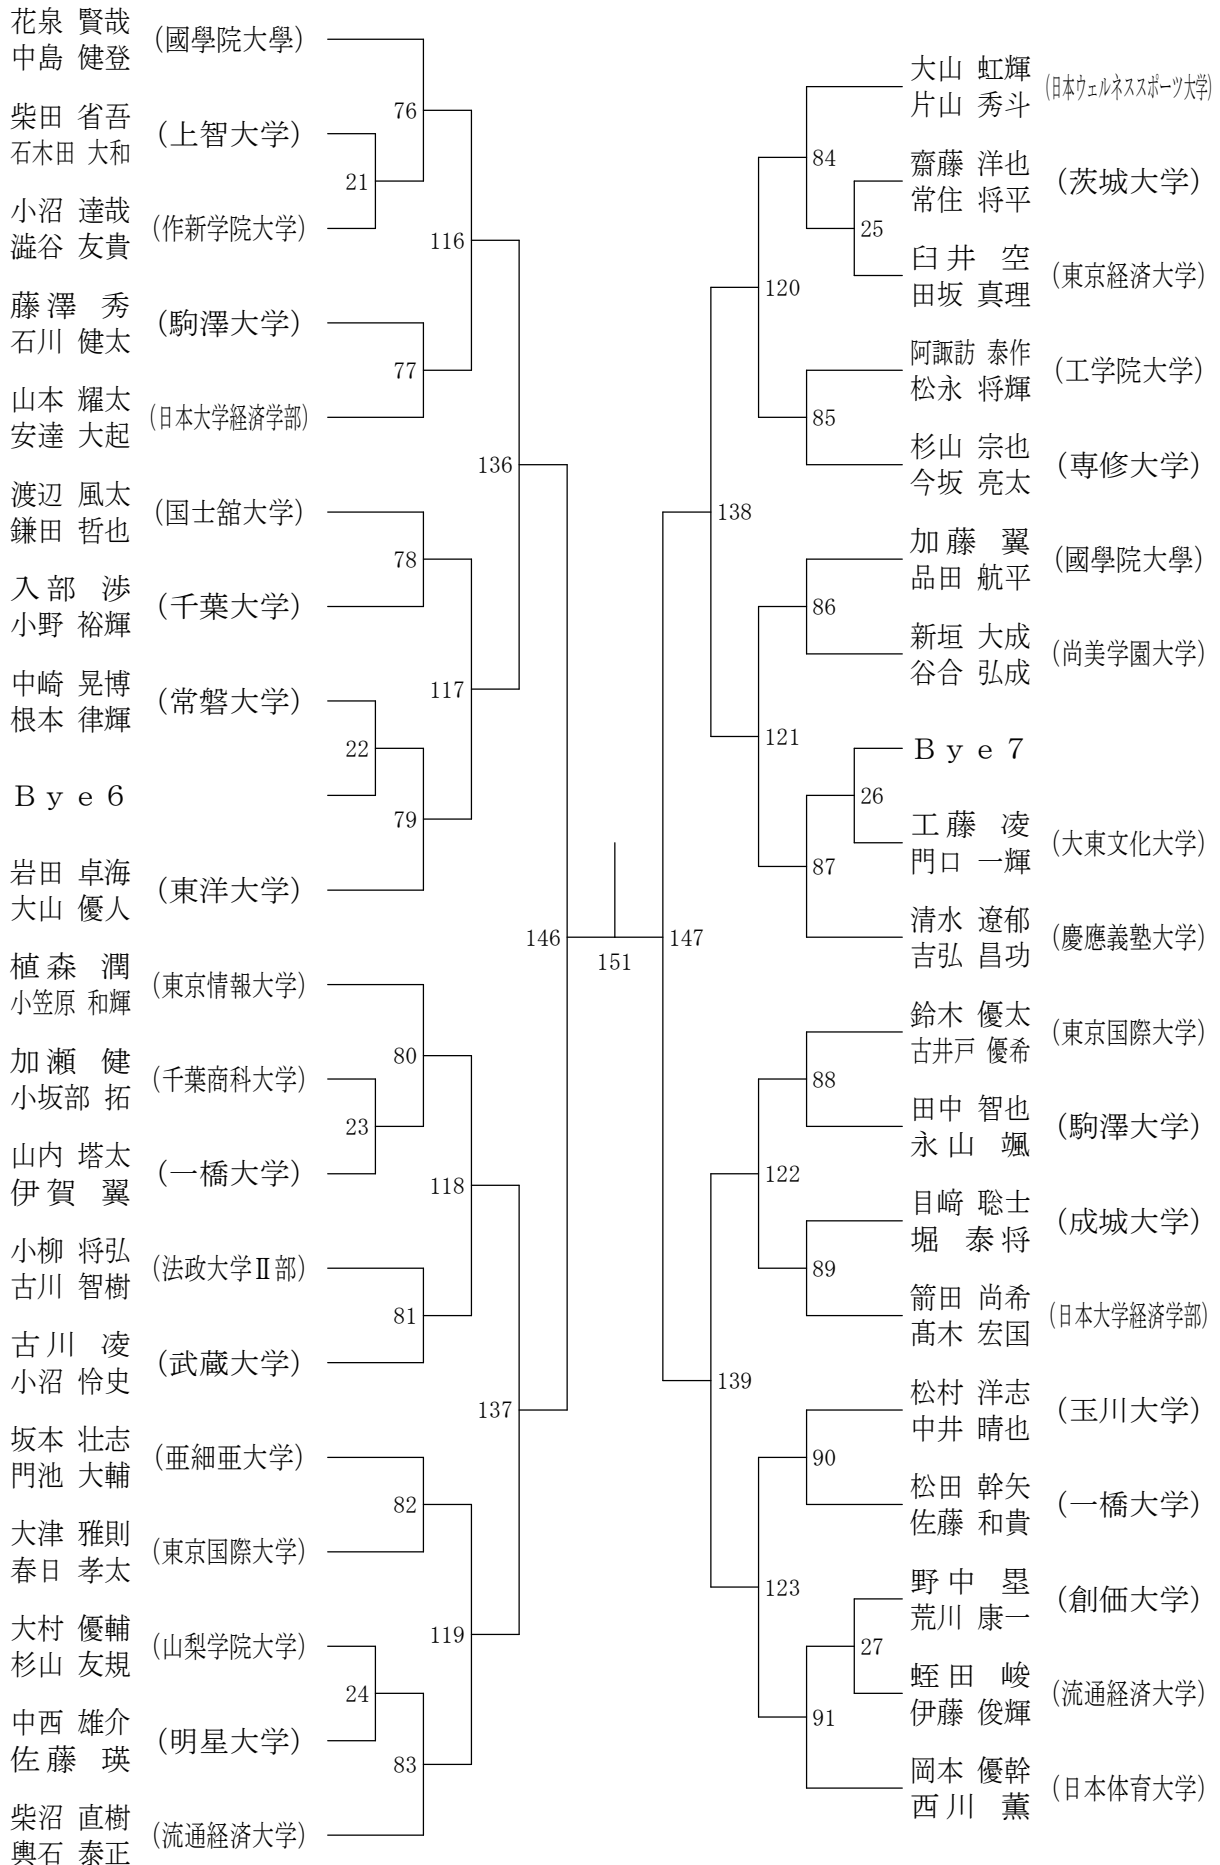 花泉 賢哉
中島 健登
(國學院大學)
柴田 省吾
石木田 大和
(上智大学)
小沼 達哉
澁谷 友貴
(作新学院大学)
藤澤 秀
石川 健太
(駒澤大学)
山本 耀太
安達 大起
(日本大学経済学部)
渡辺 風太
鎌田 哲也
(国士舘大学)
入部 渉
小野 裕輝
(千葉大学)
中崎 晃博
根本 律輝
(常磐大学)
Bye6
岩田 卓海
大山 優人
(東洋大学)
植森 潤
小笠原 和輝
(東京情報大学)
加瀬 健
小坂部 拓
(千葉商科大学)
山内 塔太
伊賀 翼
(一橋大学)
小柳 将弘
古川 智樹
(法政大学Ⅱ部)
古川 凌
小沼 怜史
(武蔵大学)
坂本 壮志
門池 大輔
(亜細亜大学)
大津 雅則
春日 孝太
(東京国際大学)
大村 優輔
杉山 友規
(山梨学院大学)
中西 雄介
佐藤 瑛
(明星大学)
柴沼 直樹
輿石 泰正
(流通経済大学)
21
22
23
24
76
77
78
79
80
81
82
83
116
117
118
119
136
137
146
151
147
138
139
120
121
122
123
84
85
86
87
88
89
90
91
25
26
27
大山 虹輝
片山 秀斗
(日本ウェルネススポーツ大学)
齋藤 洋也
常住 将平
(茨城大学)
臼井 空
田坂 真理
(東京経済大学)
阿諏訪 泰作
松永 将輝
(工学院大学)
杉山 宗也
今坂 亮太
(専修大学)
加藤 翼
品田 航平
(國學院大學)
新垣 大成
谷合 弘成
(尚美学園大学)
Bye7
工藤 凌
門口 一輝
(大東文化大学)
清水 遼郁
吉弘 昌功
(慶應義塾大学)
鈴木 優太
古井戸 優希
(東京国際大学)
田中 智也
永山 颯
(駒澤大学)
目﨑 聡士
堀 泰将
(成城大学)
箭田 尚希
髙木 宏国
(日本大学経済学部)
松村 洋志
中井 晴也
(玉川大学)
松田 幹矢
佐藤 和貴
(一橋大学)
野中 塁
荒川 康一
(創価大学)
蛭田 峻
伊藤 俊輝
(流通経済大学)
岡本 優幹
西川 薫
(日本体育大学)